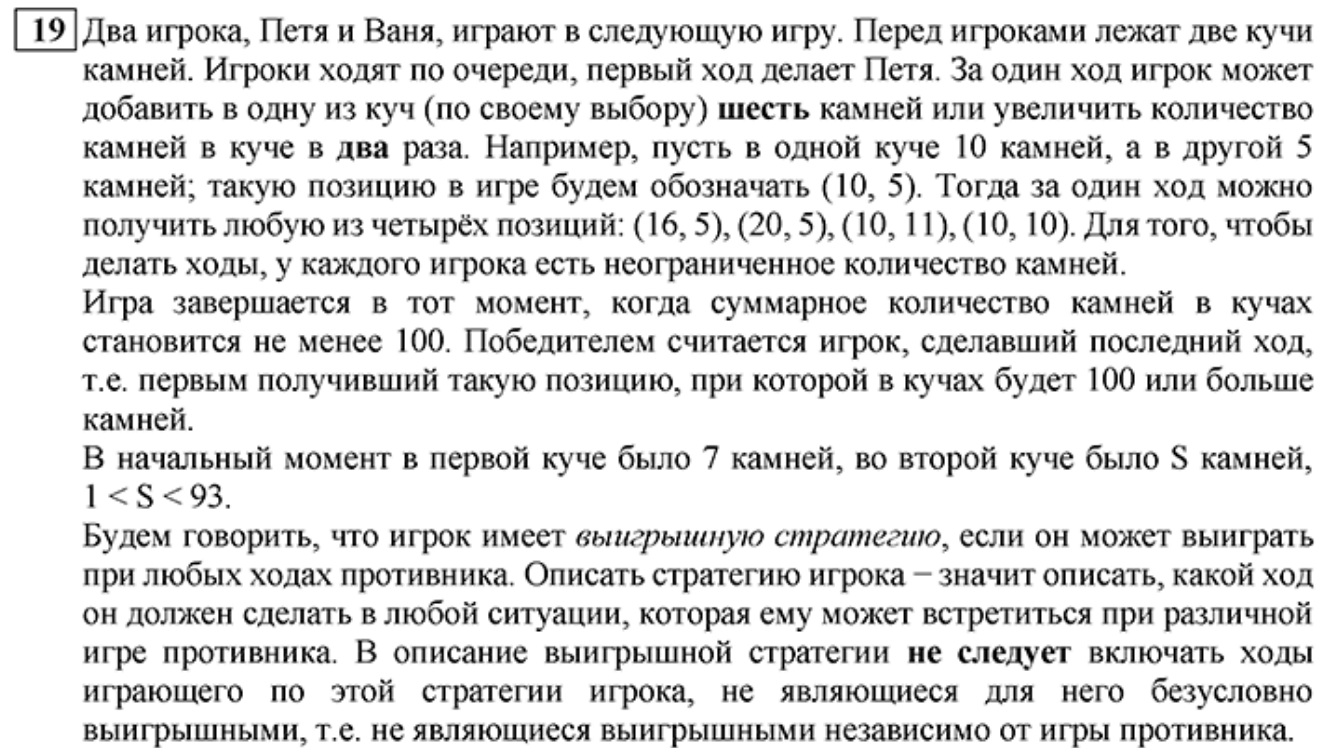 19 Два игрока, Петя и Ваня, играют в следующую игру. Перед игроками лежат две кучи
камней. Игроки ходят по очереди, первый ход делает Петя. За один ход игрок может
добавить в одну из куч (по своему выбору) шесть камней или увеличить количество
камней в куче в два раза. Например, пусть в одной куче 10 камней, а в другой 5
камней; такую позицию в игре будем обозначать (10, 5). Тогда за один ход можно
получить любую из четырёх позиций: (16, 5), (20, 5), (10, 11), (10, 10). Для того, чтобы
делать ходы, у каждого игрока есть неограниченное количество камней.
Игра завершается в тот момент, когда суммарное количество камней в кучах
становится не менее 100. Победителем считается игрок, сделавший последний ход,
т.е. первым получивший такую позицию, при которой в кучах будет 100 или больше
камней.
В начальный момент в первой куче было 7 камней, во второй куче было S камней,
1 < S < 93.
Будем говорить, что игрок имеет выигрышную стратегию, если он может выиграть
при любых ходах противника. Описать стратегию игрока − значит описать, какой ход
он должен сделать в любой ситуации, которая ему может встретиться при различной
игре противника. В описание выигрышной стратегии не следует включать ходы
играющего по этой стратегии игрока, не являющиеся для него безусловно
выигрышными, т.е. не являющиеся выигрышными независимо от игры противника.